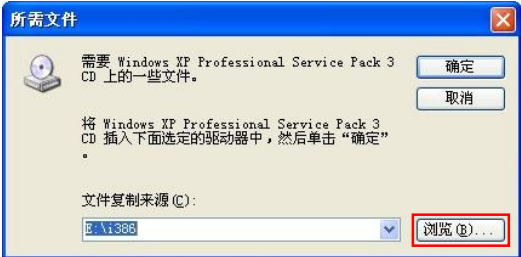 所需文件
需要 Windows XP Professional Service Pack 3
CD 上的一些文件。
确定
取消
将 Windows XP Professional Service Pack 3
CD 插入下面选定的驱动器中，然后单击“确定”
。
文件复制来源(C):
E:\i386
浏览(B)...